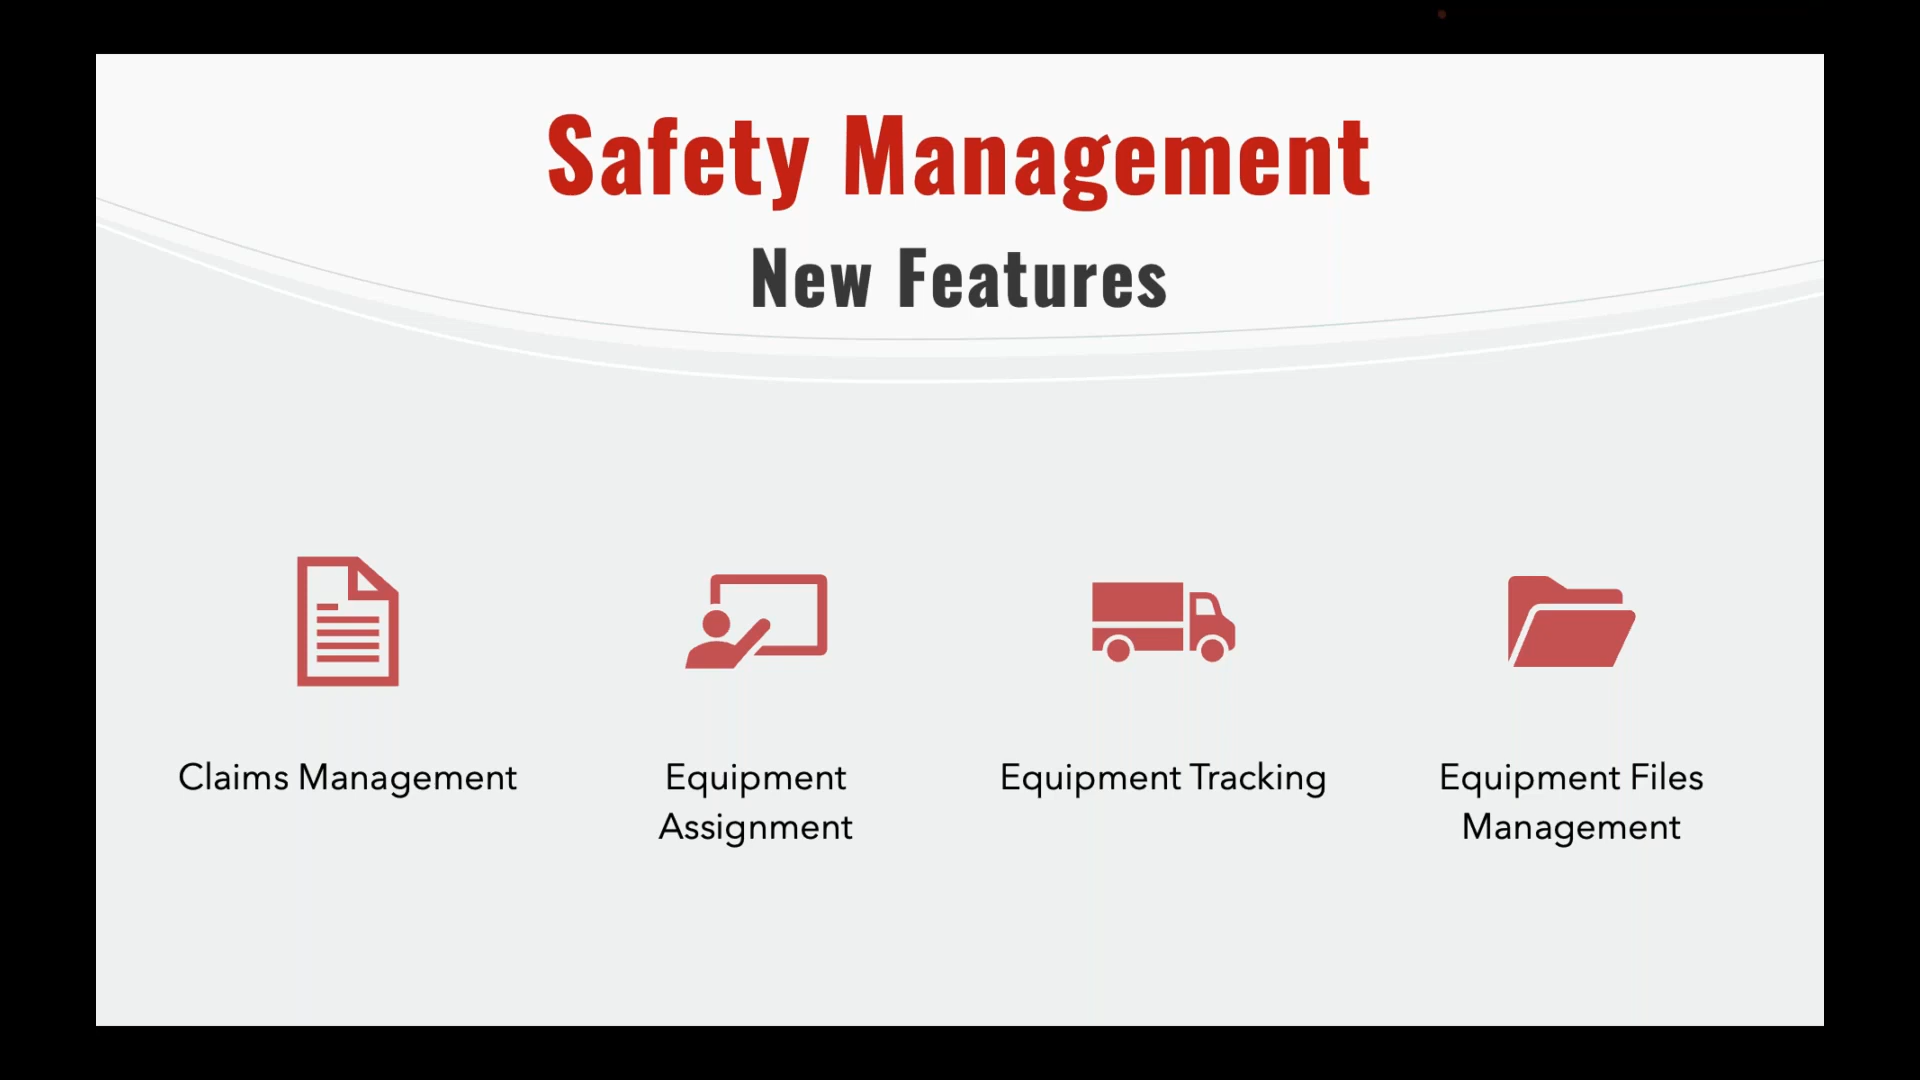 Safety Management
New Features
Claims Management
Equipment
Assignment
Equipment Tracking
Equipment Files
Management